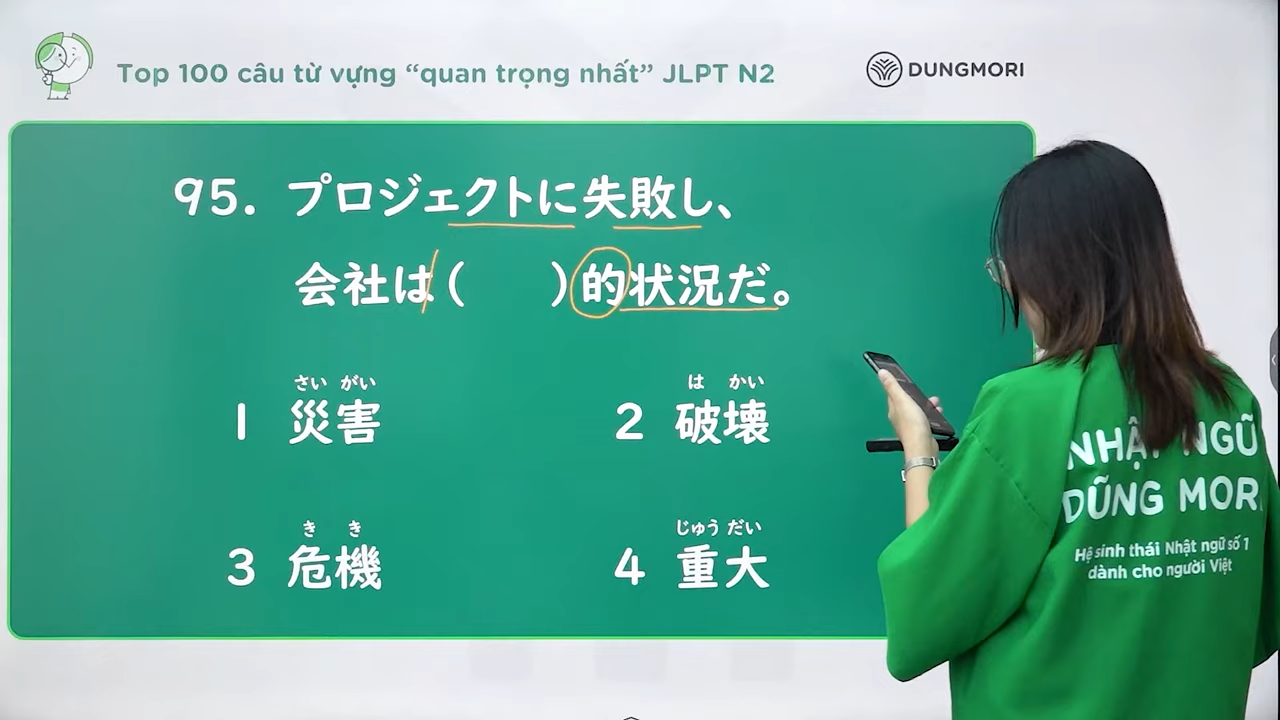 Top 100 câu từ vựng “quan trọng nhất” JLPT N2
DUNGMORI
95. プロジェクトに失敗し、
会社は(　　)的状況だ。
さい がい
1 災害
は かい
2 破壊
き き
3 危機
じゅう だい
4 重大
NHẬT NGỮ
DŨNG MORI
Hệ sinh thái Nhật ngữ số 1
dành cho người Việt